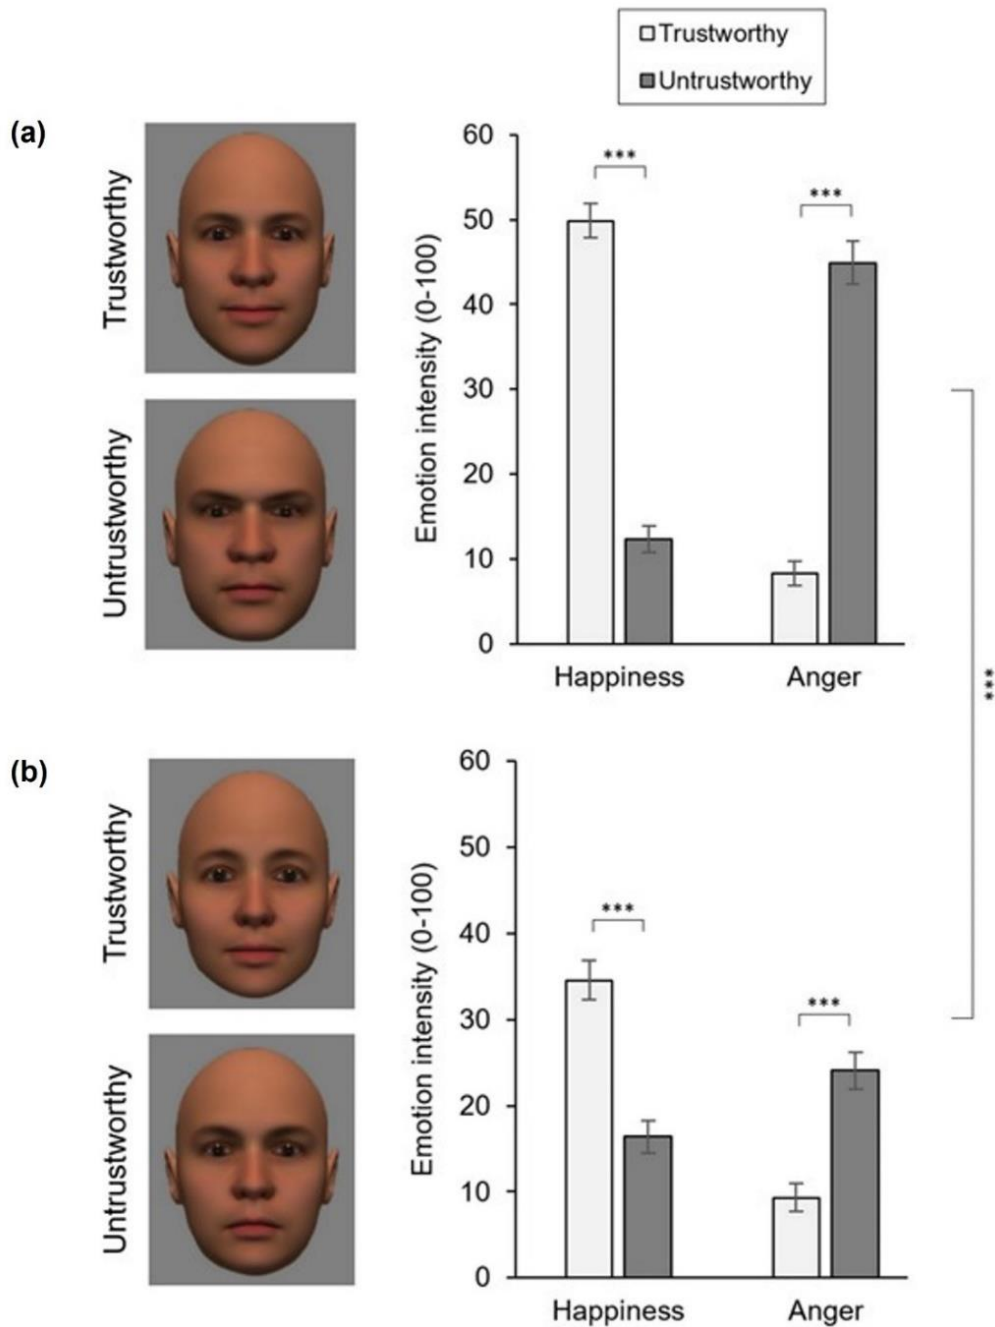 Trustworthy
Untrustworthy
(a)
Trustworthy
Untrustworthy
Emotion intensity (0-100)
60
50
40
30
20
10
0
***
***
Happiness
Anger
***
(b)
Trustworthy
Untrustworthy
Emotion intensity (0-100)
60
50
40
30
20
10
0
***
***
Happiness
Anger